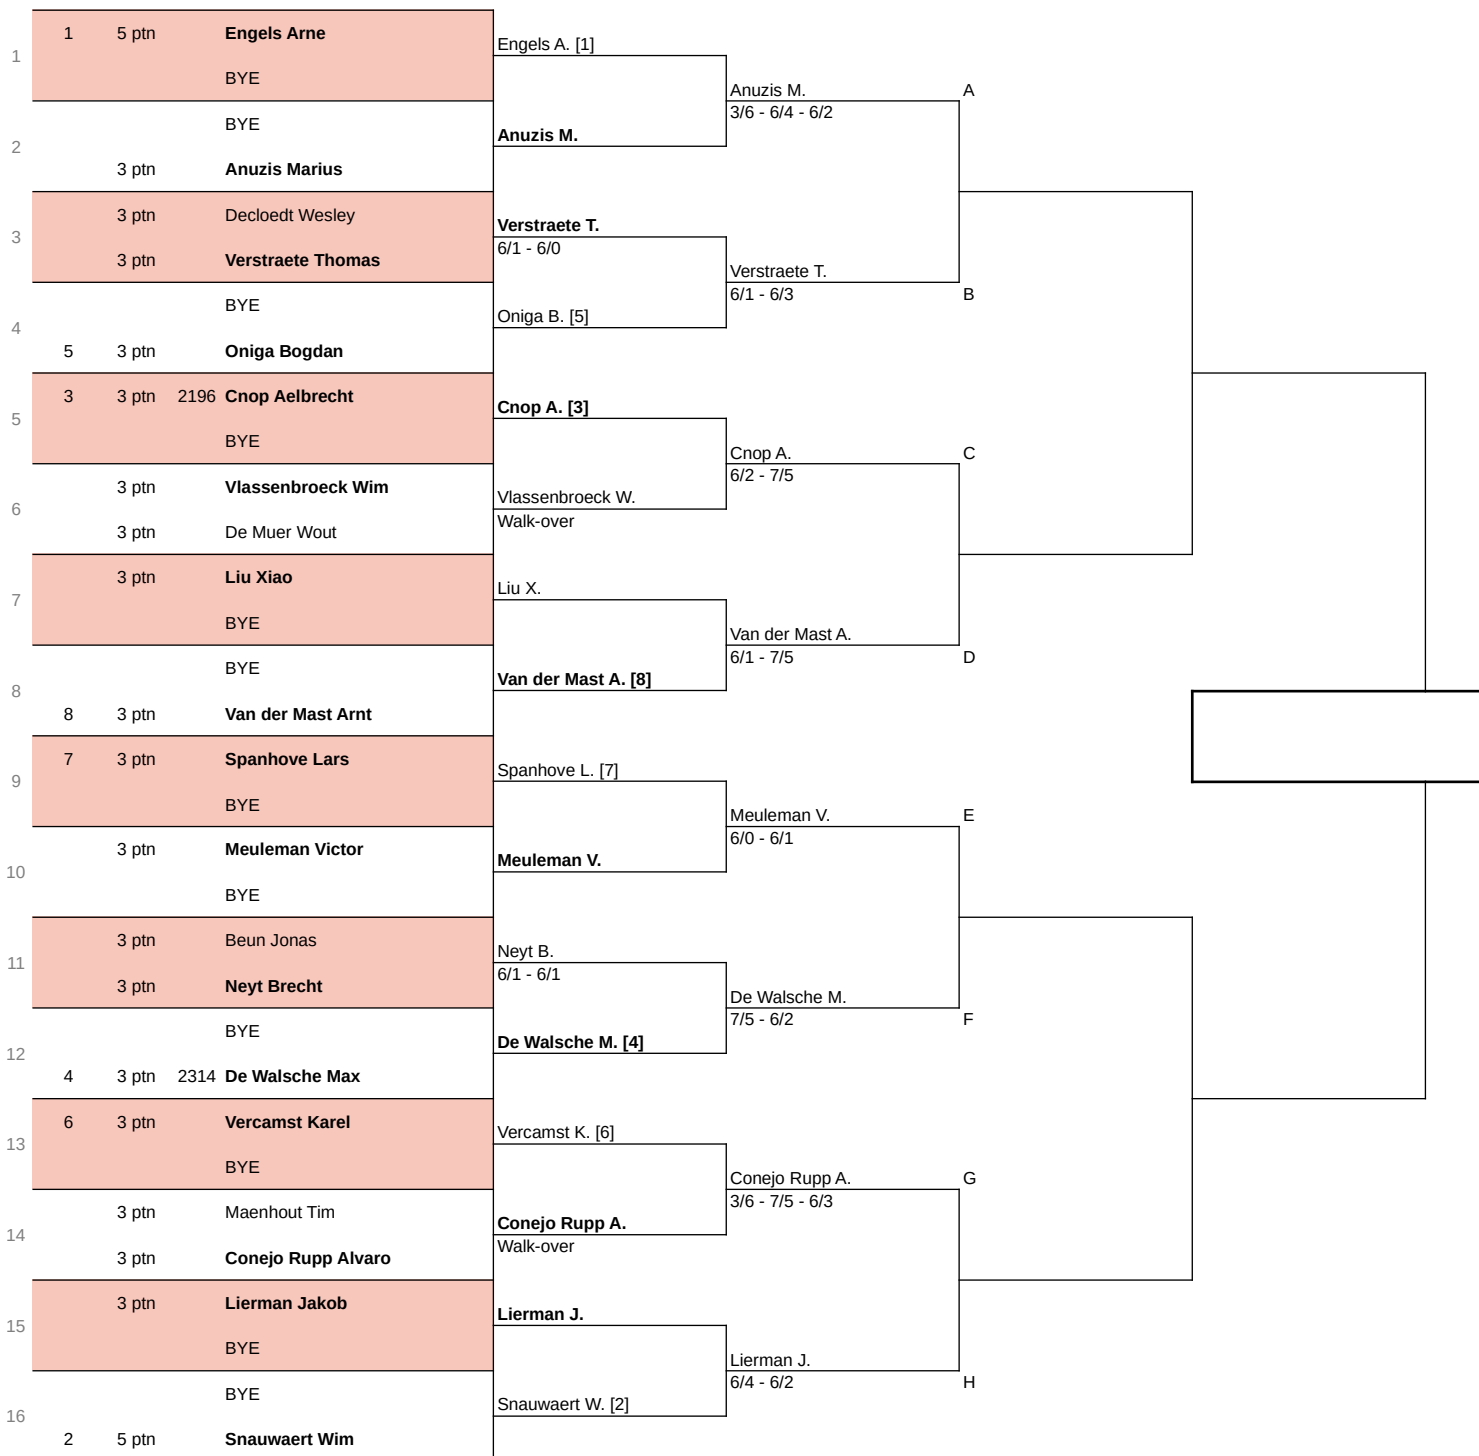 1 5 ptn Engels Arne
1
BYE
BYE
2
3 ptn Anuzis Marius
3 ptn Decloedt Wesley
3
3 ptn Verstraete Thomas
BYE
4
5 3 ptn Oniga Bogdan
3 3 ptn 2196 Cnop Aelbrecht
5
BYE
3 ptn Vlassenbroeck Wim
6
3 ptn De Muer Wout
3 ptn Liu Xiao
7
BYE
BYE
8
8 3 ptn Van der Mast Arnt
7 3 ptn Spanhove Lars
9
BYE
3 ptn Meuleman Victor
10
BYE
3 ptn Beun Jonas
11
3 ptn Neyt Brecht
BYE
12
4 3 ptn 2314 De Walsche Max
6 3 ptn Vercamst Karel
13
BYE
3 ptn Maenhout Tim
14
3 ptn Conejo Rupp Alvaro
3 ptn Lierman Jakob
15
BYE
BYE
16
2 5 ptn Snauwaert Wim
Engels A. [1]
Anuzis M.
Verstraete T.
6/1 - 6/0
Oniga B. [5]
Cnop A. [3]
Vlassenbroeck W.
Walk-over
Liu X.
Van der Mast A. [8]
Spanhove L. [7]
Meuleman V.
Neyt B.
6/1 - 6/1
De Walsche M. [4]
Vercamst K. [6]
Conejo Rupp A.
Walk-over
Lierman J.
Snauwaert W. [2]
Anuzis M.
3/6 - 6/4 - 6/2
Verstraete T.
6/1 - 6/3
Cnop A.
6/2 - 7/5
Van der Mast A.
6/1 - 7/5
Meuleman V.
6/0 - 6/1
De Walsche M.
7/5 - 6/2
Conejo Rupp A.
3/6 - 7/5 - 6/3
Lierman J.
6/4 - 6/2
A
B
C
D
E
F
G
H